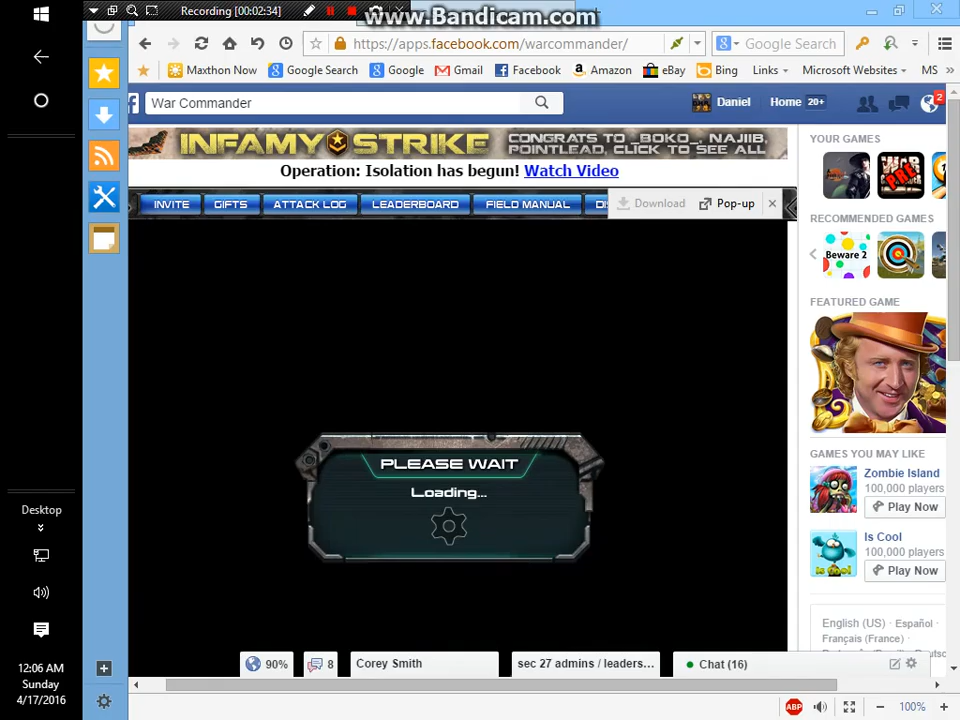 Recording [00:02:34]
www.Bandicam.com
https://apps.facebook.com/warcommander/
Google Search
Maxthon Now
Google Search
Google
Gmail
Facebook
Amazon
eBay
Bing
Links
Microsoft Websites
MS
»
War Commander
Daniel
Home 20+
2
INFAMY STRIKE
CONGRATS TO _BOKO_, NAJIIB,
POINTLEAD, CLICK TO SEE ALL
Operation: Isolation has begun! Watch Video
INVITE
GIFTS
ATTACK LOG
LEADERBOARD
FIELD MANUAL
Download
Pop-up
YOUR GAMES
PRE
RECOMMENDED GAMES
Beware 2
FEATURED GAME
PLEASE WAIT
Loading...
GAMES YOU MAY LIKE
Zombie Island
100,000 players
Play Now
Is Cool
100,000 players
Play Now
English (US) · Español ·
Français (France) ·
Desktop
12:06 AM
Sunday
4/17/2016
90%
8
Corey Smith
sec 27 admins / leaders...
Chat (16)
ABP
100%